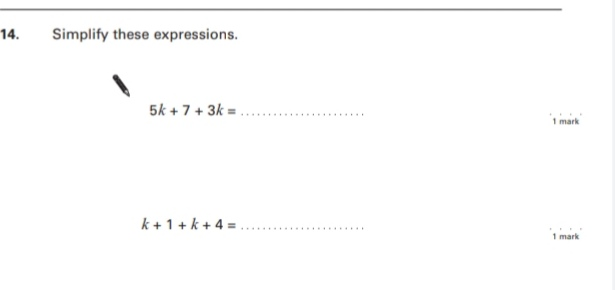 14. Simplify these expressions.
5k + 7 + 3k = ........................
1 mark
k + 1 + k + 4 = ........................
1 mark